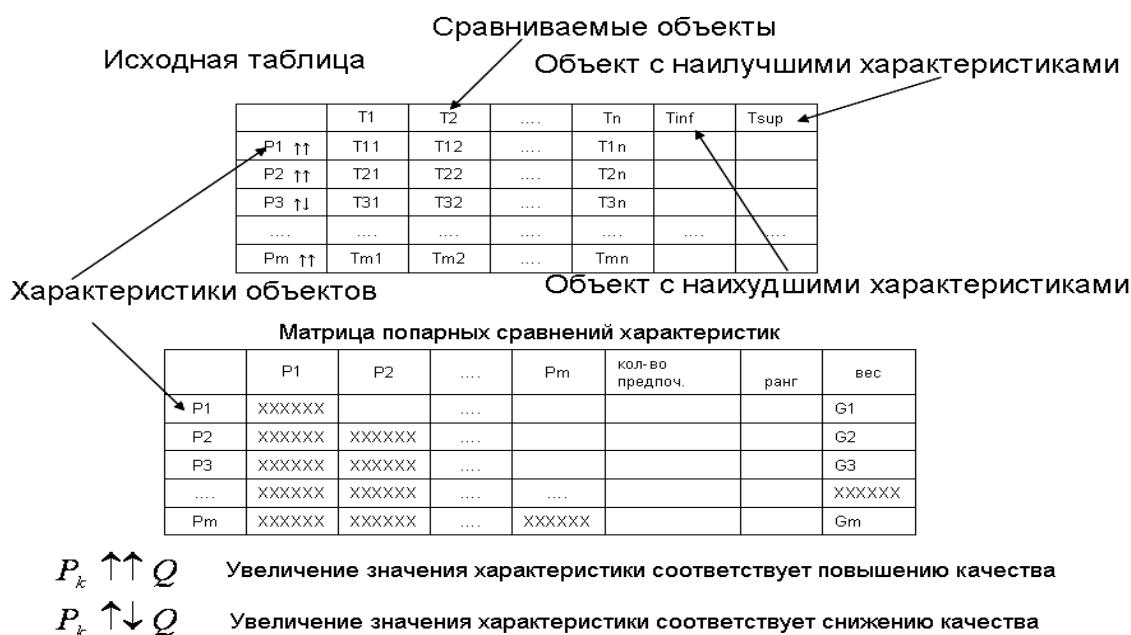 Сравниваемые объекты
Исходная таблица
Объект с наилучшими характеристиками
T1 T2 .... Tn Tinf Tsup
P1 ↑↑ T11 T12 .... T1n
P2 ↑↑ T21 T22 .... T2n
P3 ↑↓ T31 T32 .... T3n
.... .... .... .... .... .... ....
Pm ↑↑ Tm1 Tm2 .... Tmn
Характеристики объектов
Объект с наихудшими характеристиками
Матрица попарных сравнений характеристик
P1 P2 .... Pm кол-во предпоч. ранг вес
P1 XXXXXX .... G1
P2 XXXXXX XXXXXX .... G2
P3 XXXXXX XXXXXX .... G3
.... XXXXXX XXXXXX .... .... XXXXXX
Pm XXXXXX XXXXXX .... XXXXXX Gm
Pk ↑↑ Q Увеличение значения характеристики соответствует повышению качества
Pk ↑↓ Q Увеличение значения характеристики соответствует снижению качества